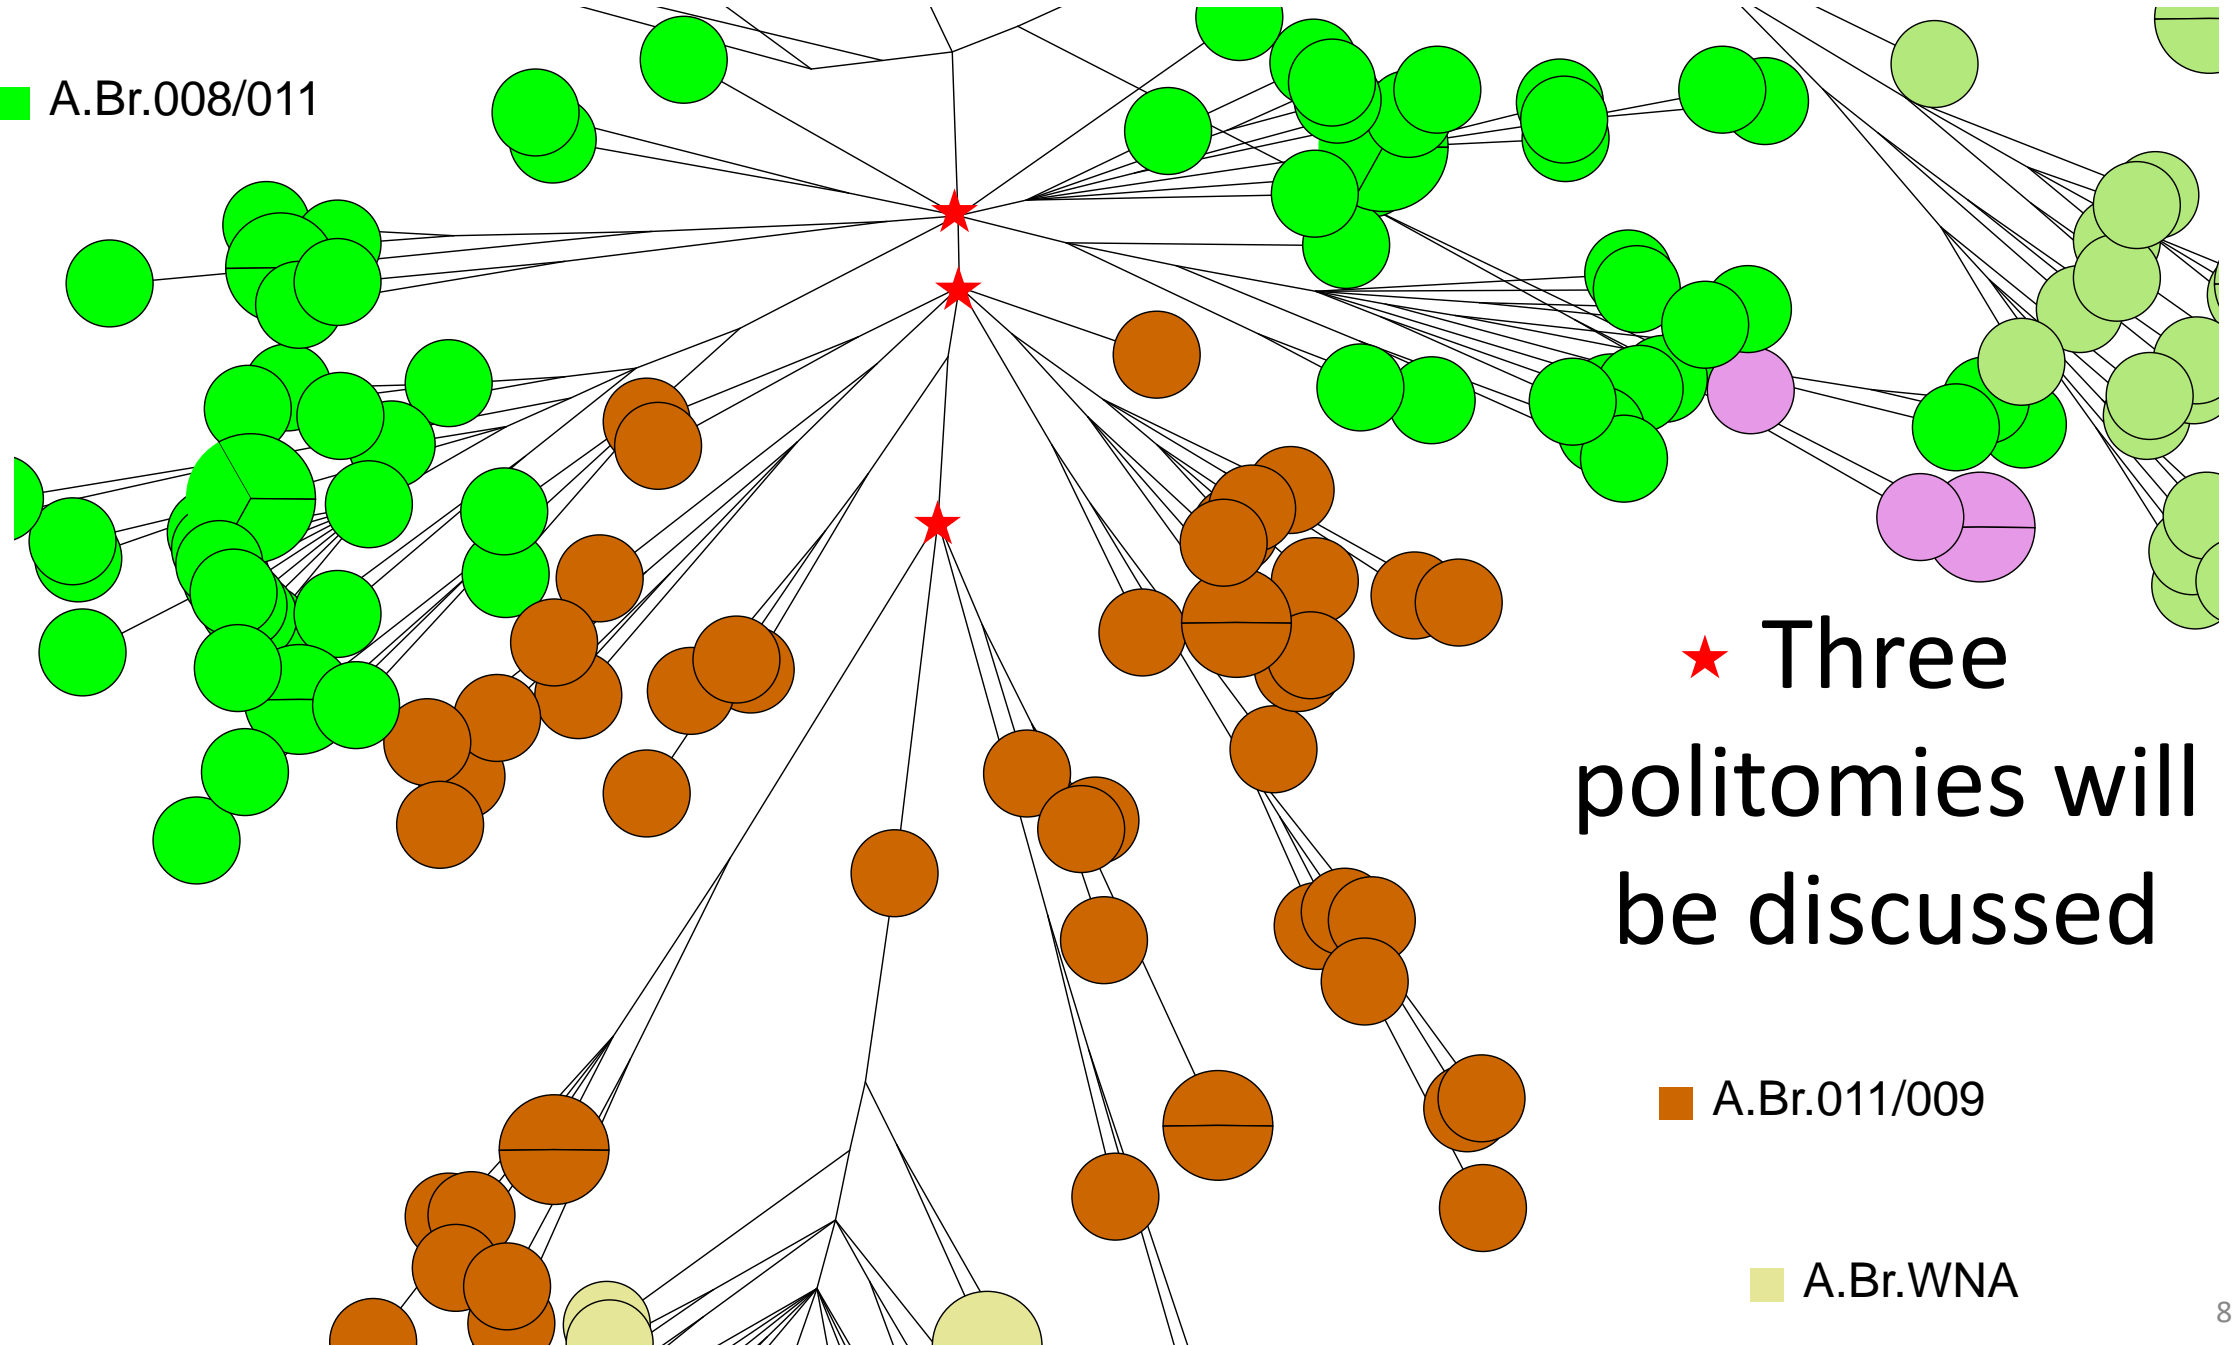 A.Br.008/011
Three
politomies will
be discussed
A.Br.011/009
A.Br.WNA
8